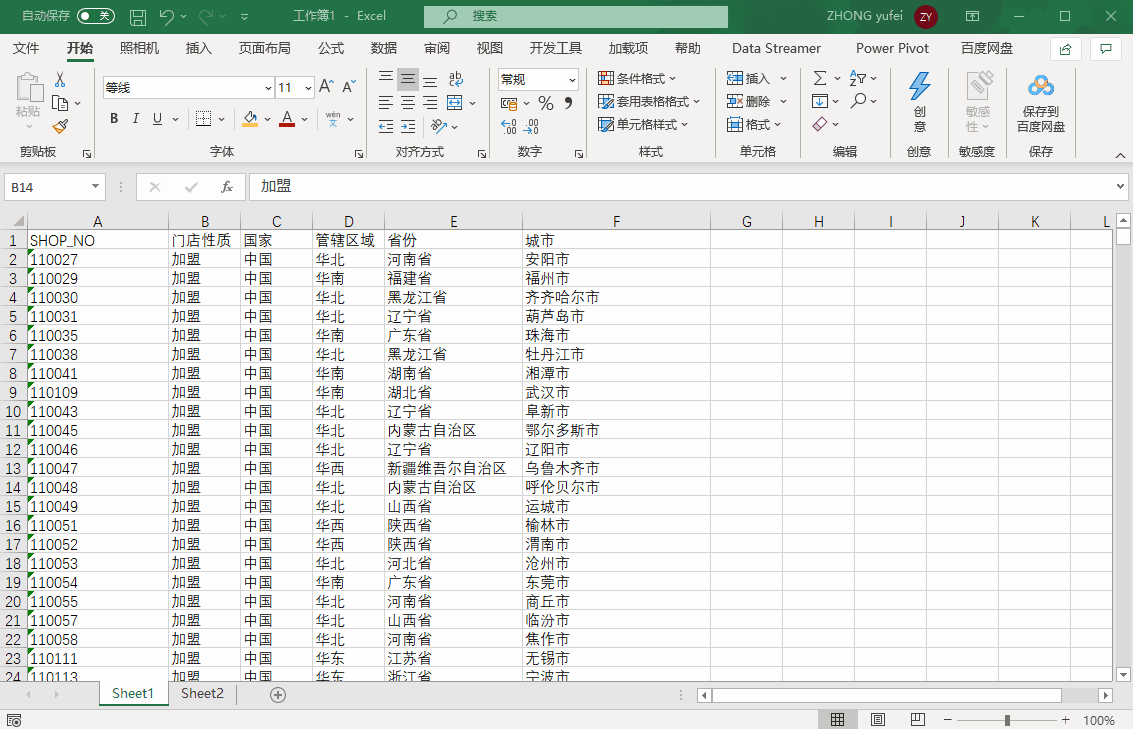 自动保存 关 工作簿1 - Excel 搜索 ZHONG yufei ZY
文件 开始 照相机 插入 页面布局 公式 数据 审阅 视图 开发工具 加载项 帮助 Data Streamer Power Pivot 百度网盘
粘贴 等线 11 A A ab 常规 条件格式 插入 Σ 创意 敏感性 保存到百度网盘
B I U A wén 文 % 套用表格格式 删除
单元格样式 格式
剪贴板 字体 对齐方式 数字 样式 单元格 编辑 创意 敏感度 保存
B14 fx 加盟
A B C D E F G H I J K L
1 SHOP_NO 门店性质 国家 管辖区域 省份 城市
2 110027 加盟 中国 华北 河南省 安阳市
3 110029 加盟 中国 华南 福建省 福州市
4 110030 加盟 中国 华北 黑龙江省 齐齐哈尔市
5 110031 加盟 中国 华北 辽宁省 葫芦岛市
6 110035 加盟 中国 华南 广东省 珠海市
7 110038 加盟 中国 华北 黑龙江省 牡丹江市
8 110041 加盟 中国 华南 湖南省 湘潭市
9 110109 加盟 中国 华南 湖北省 武汉市
10 110043 加盟 中国 华北 辽宁省 阜新市
11 110045 加盟 中国 华北 内蒙古自治区 鄂尔多斯市
12 110046 加盟 中国 华北 辽宁省 辽阳市
13 110047 加盟 中国 华西 新疆维吾尔自治区 乌鲁木齐市
14 110048 加盟 中国 华北 内蒙古自治区 呼伦贝尔市
15 110049 加盟 中国 华北 山西省 运城市
16 110051 加盟 中国 华西 陕西省 榆林市
17 110052 加盟 中国 华西 陕西省 渭南市
18 110053 加盟 中国 华北 河北省 沧州市
19 110054 加盟 中国 华南 广东省 东莞市
20 110055 加盟 中国 华北 河南省 商丘市
21 110057 加盟 中国 华北 山西省 临汾市
22 110058 加盟 中国 华北 河南省 焦作市
23 110111 加盟 中国 华东 江苏省 无锡市
24 110113 加盟 中国 华东 浙江省 宁波市
Sheet1 Sheet2
100%